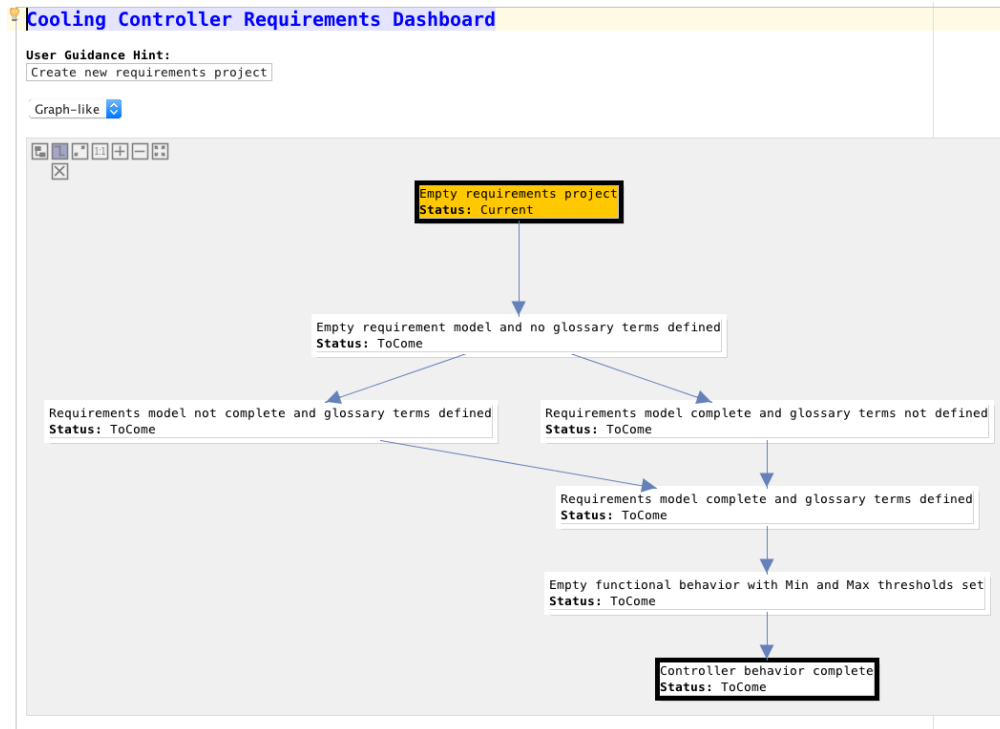 Cooling Controller Requirements Dashboard
User Guidance Hint:
Create new requirements project
Graph-like
1:1
Empty requirements project
Status: Current
Empty requirement model and no glossary terms defined
Status: ToCome
Requirements model not complete and glossary terms defined
Status: ToCome
Requirements model complete and glossary terms not defined
Status: ToCome
Requirements model complete and glossary terms defined
Status: ToCome
Empty functional behavior with Min and Max thresholds set
Status: ToCome
Controller behavior complete
Status: ToCome